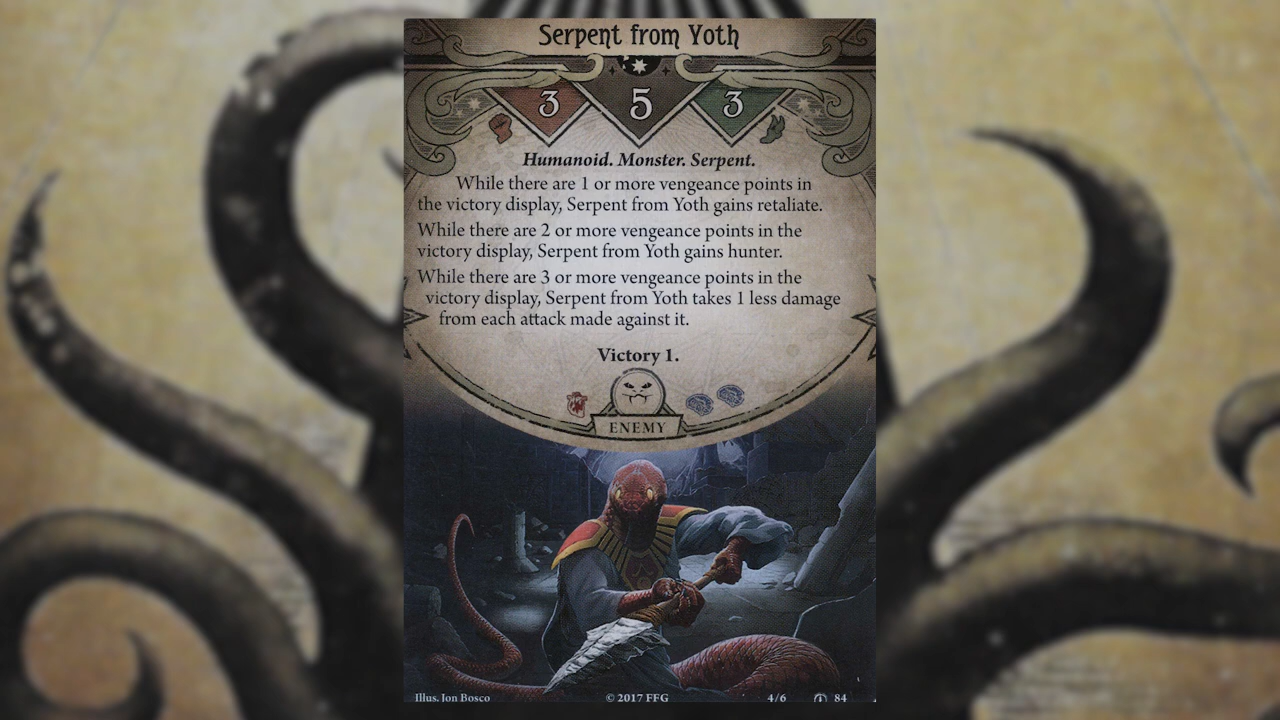 Serpent from Yoth
3 5 3
Humanoid. Monster. Serpent.
While there are 1 or more vengeance points in
the victory display, Serpent from Yoth gains retaliate.
While there are 2 or more vengeance points in the
victory display, Serpent from Yoth gains hunter.
While there are 3 or more vengeance points in the
victory display, Serpent from Yoth takes 1 less damage
from each attack made against it.
Victory 1.
ENEMY
Illus. Jon Bosco © 2017 FFG 4/6 84